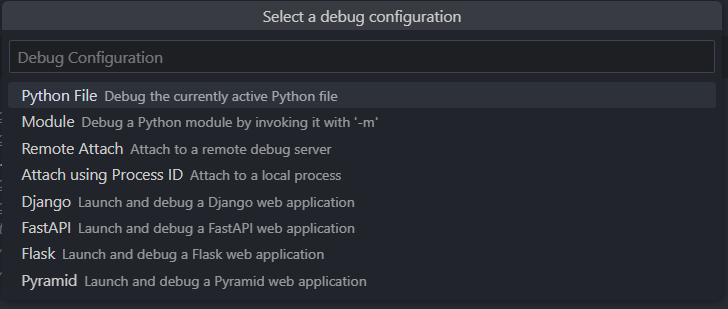 Select a debug configuration
Debug Configuration
Python File Debug the currently active Python file
Module Debug a Python module by invoking it with '-m'
Remote Attach Attach to a remote debug server
Attach using Process ID Attach to a local process
Django Launch and debug a Django web application
FastAPI Launch and debug a FastAPI web application
Flask Launch and debug a Flask web application
Pyramid Launch and debug a Pyramid web application